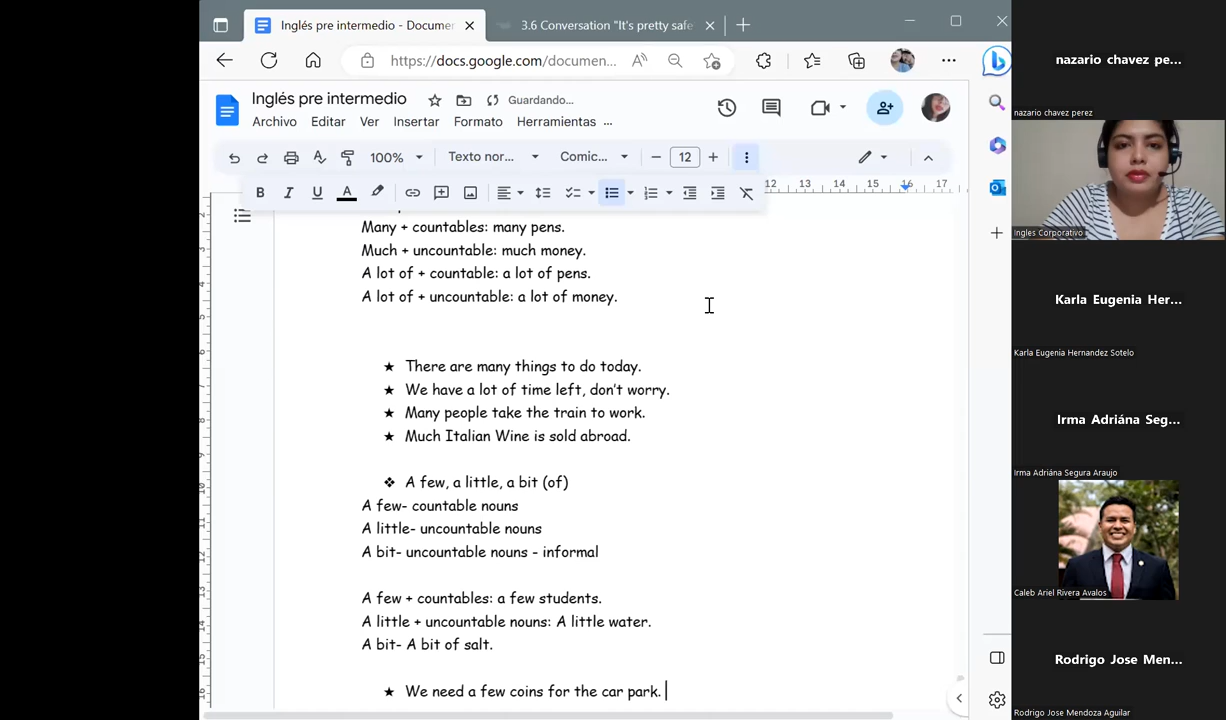 Inglés pre intermedio - Documen
3.6 Conversation "It's pretty safe
https://docs.google.com/documen...
Inglés pre intermedio
Guardando...
Archivo Editar Ver Insertar Formato Herramientas ...
100% Texto nor... Comic... 12
B I U A
12 13 14 15 16 17
Many + countables: many pens.
Much + uncountable: much money.
A lot of + countable: a lot of pens.
A lot of + uncountable: a lot of money.
★ There are many things to do today.
★ We have a lot of time left, don't worry.
★ Many people take the train to work.
★ Much Italian Wine is sold abroad.
❖ A few, a little, a bit (of)
A few- countable nouns
A little- uncountable nouns
A bit- uncountable nouns - informal
A few + countables: a few students.
A little + uncountable nouns: A little water.
A bit- A bit of salt.
★ We need a few coins for the car park.
nazario chavez pe...
nazario chavez perez
Ingles Corporativo
Karla Eugenia Her...
Karla Eugenia Hernandez Sotelo
Irma Adriána Seg...
Irma Adriána Segura Araujo
Caleb Ariel Rivera Avalos
Rodrigo Jose Men...
Rodrigo Jose Mendoza Aguilar